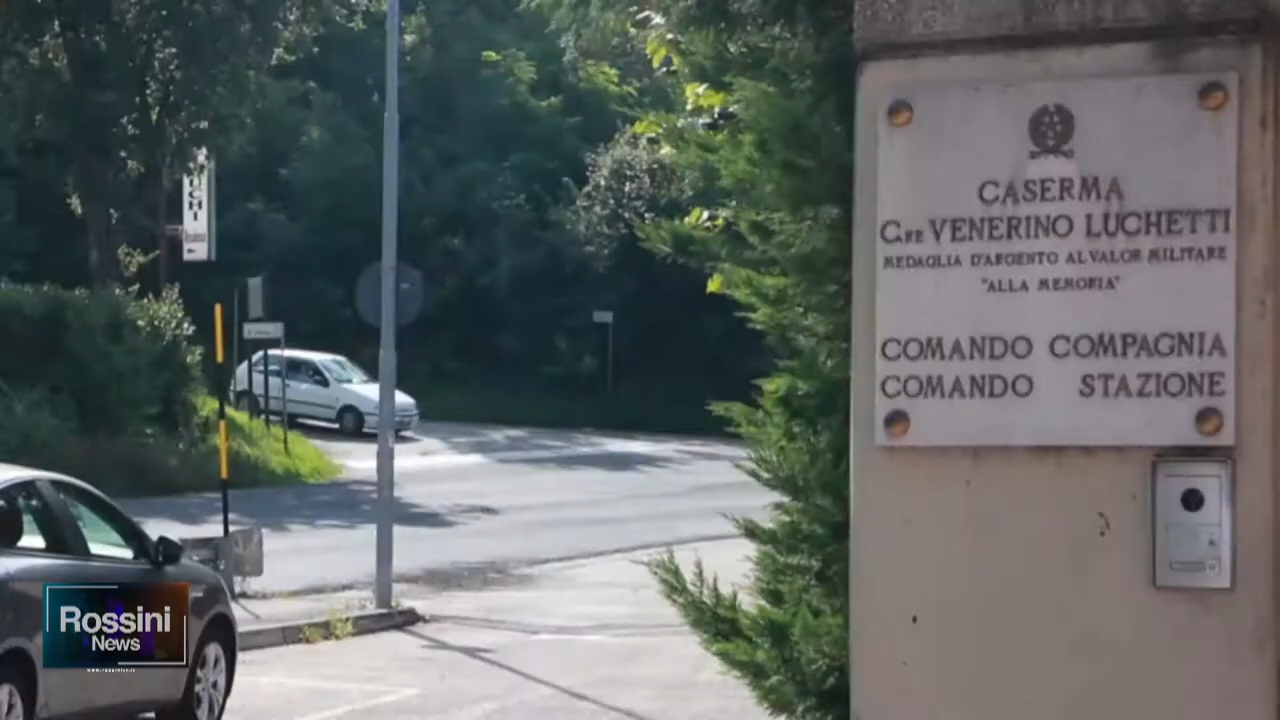 CASERMA
C.RE VENERINO LUCHETTI
MEDAGLIA D'ARGENTO AL VALOR MILITARE
"ALLA MEMORIA"
COMANDO COMPAGNIA
COMANDO STAZIONE
Rossini
News